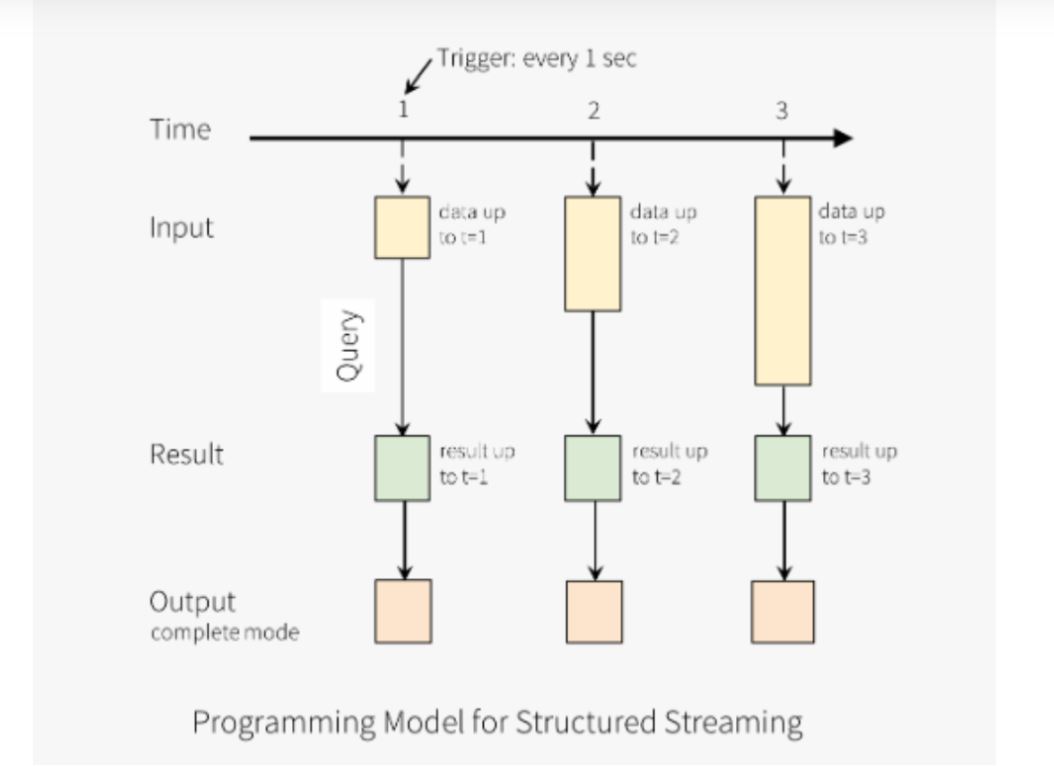 Trigger: every 1 sec
1 2 3
Time
Input
data up
to t=1
data up
to t=2
data up
to t=3
Query
Result
result up
to t=1
result up
to t=2
result up
to t=3
Output
complete mode
Programming Model for Structured Streaming